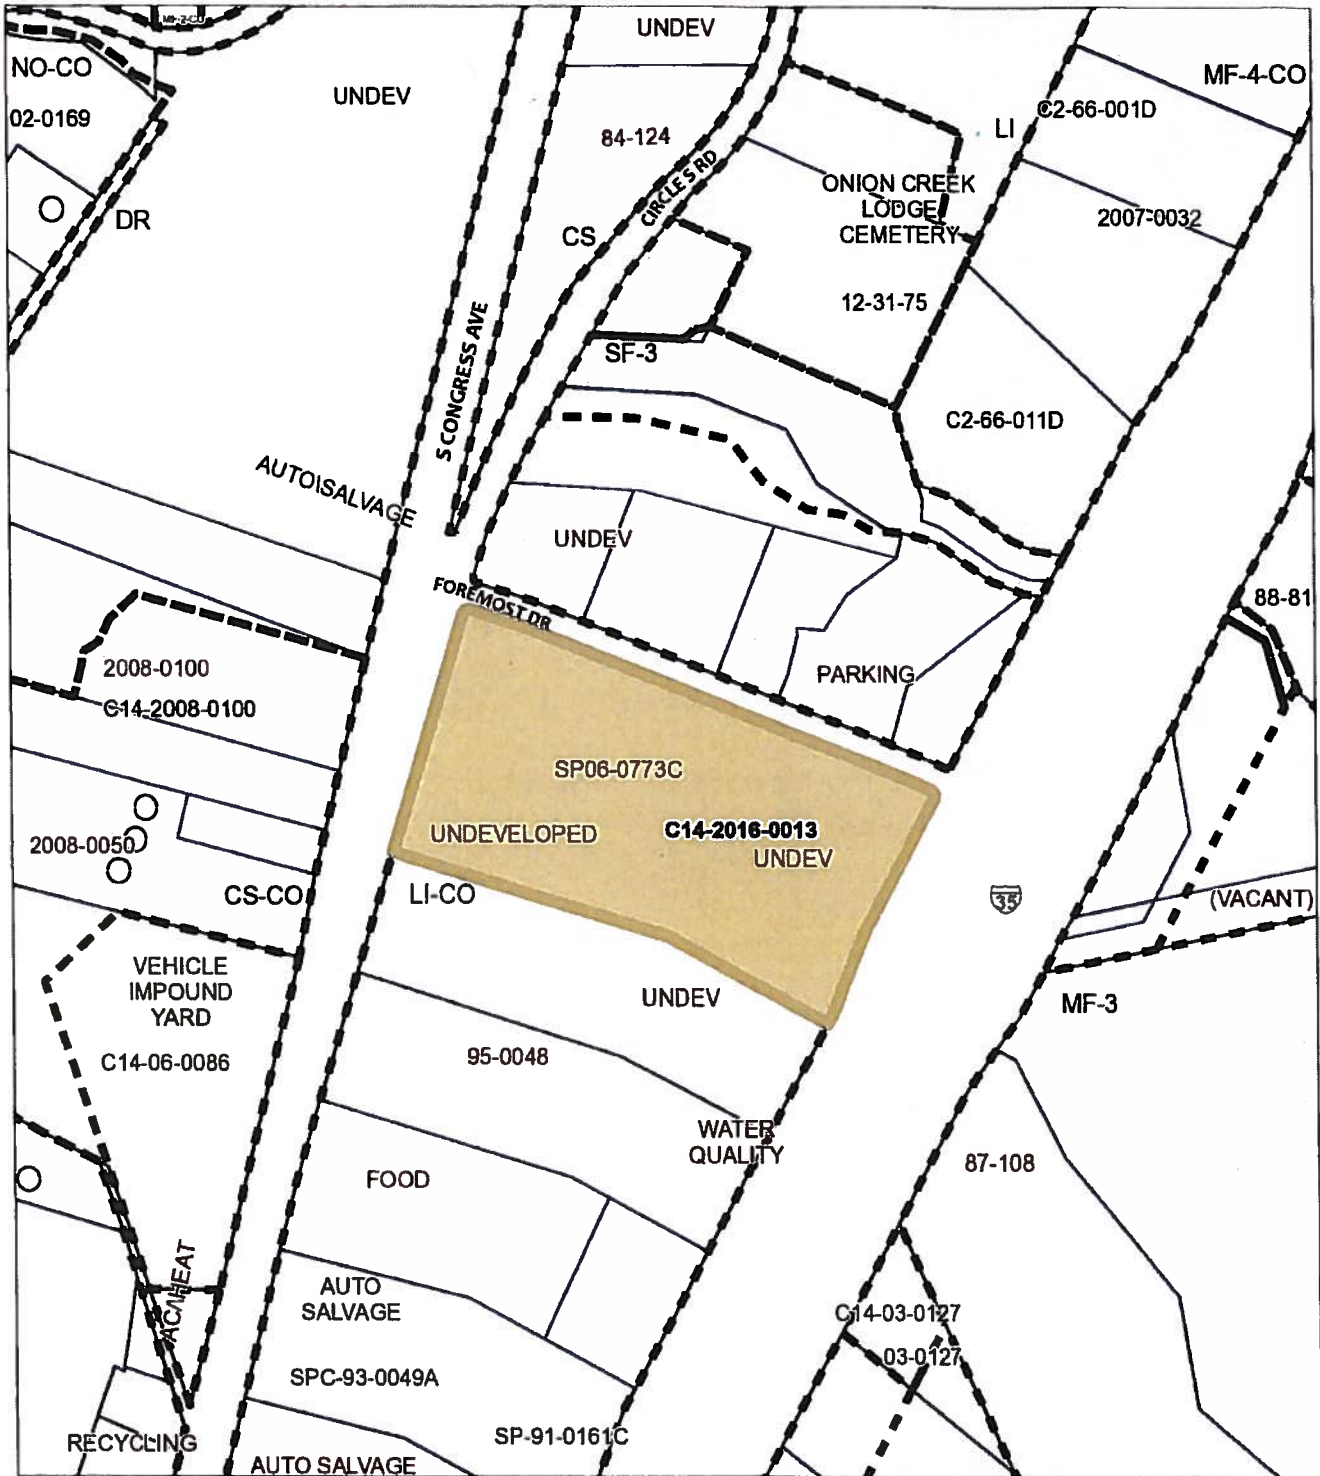 MF-2-CO
UNDEV
NO-CO
UNDEV
MF-4-CO
02-0169
84-124
LI
C2-66-001D
CIRCLE S RD
ONION CREEK
LODGE
CEMETERY
DR
CS
2007-0032
12-31-75
S CONGRESS AVE
SF-3
C2-66-011D
AUTO SALVAGE
UNDEV
FOREMOST DR
88-81
2008-0100
PARKING
C14-2008-0100
SP06-0773C
UNDEVELOPED
C14-2016-0013
UNDEV
2008-0050
CS-CO
LI-CO
35
(VACANT)
VEHICLE
IMPOUND
YARD
UNDEV
MF-3
C14-06-0086
95-0048
WATER
QUALITY
87-108
FOOD
AUTO
SALVAGE
C14-03-0127
03-0127
SPC-93-0049A
RECYCLING
SP-91-0161C
AUTO SALVAGE